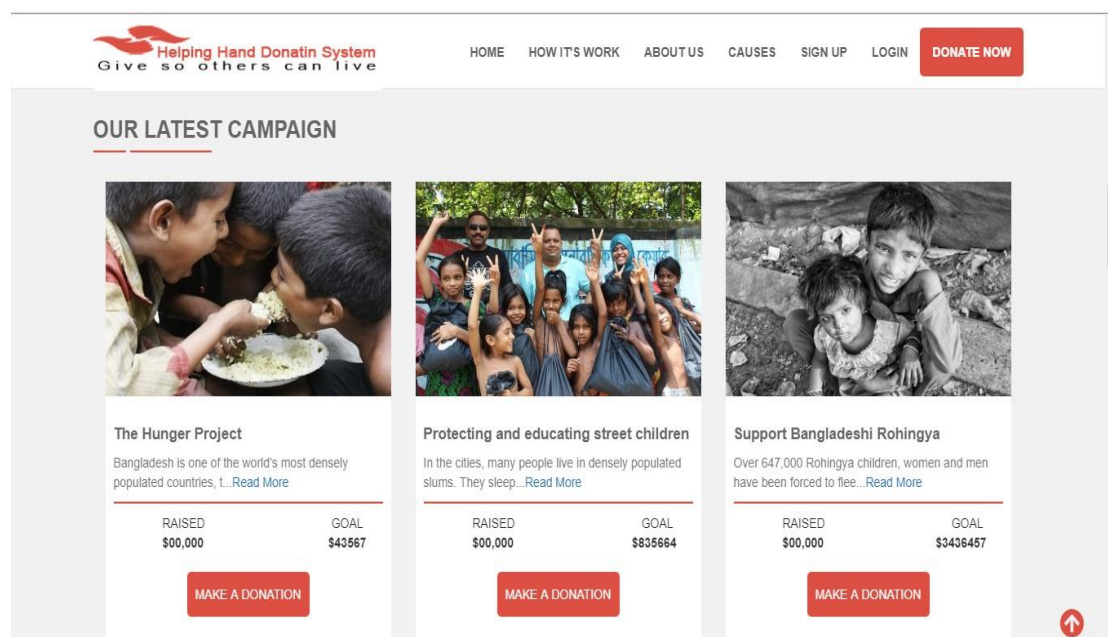 Helping Hand Donatin System
Give so others can live
HOME HOW IT'S WORK ABOUT US CAUSES SIGN UP LOGIN DONATE NOW
OUR LATEST CAMPAIGN
The Hunger Project
Bangladesh is one of the world's most densely
populated countries, t...Read More
RAISED GOAL
$00,000 $43567
MAKE A DONATION
Protecting and educating street children
In the cities, many people live in densely populated
slums. They sleep...Read More
RAISED GOAL
$00,000 $835664
MAKE A DONATION
Support Bangladeshi Rohingya
Over 647,000 Rohingya children, women and men
have been forced to flee...Read More
RAISED GOAL
$00,000 $3436457
MAKE A DONATION